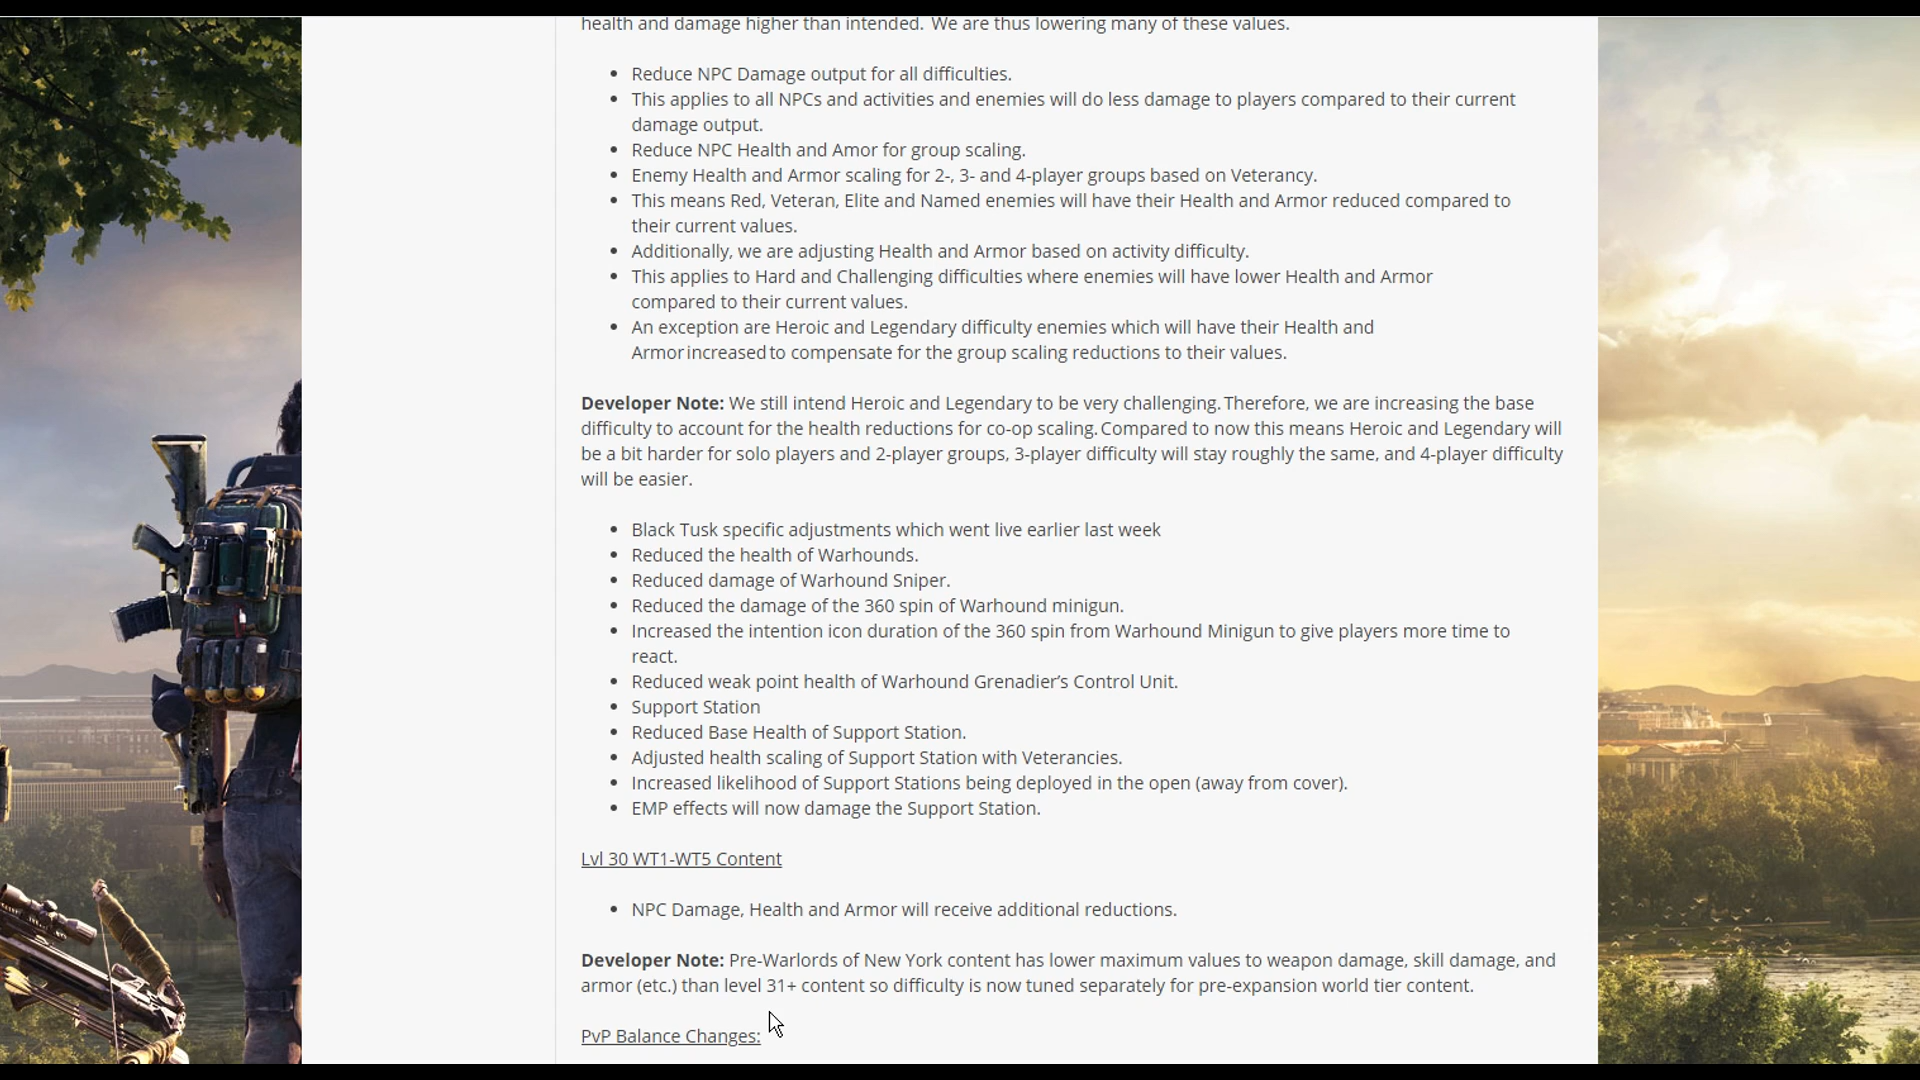 health and damage higher than intended. We are thus lowering many of these values.
• Reduce NPC Damage output for all difficulties.
• This applies to all NPCs and activities and enemies will do less damage to players compared to their current
damage output.
• Reduce NPC Health and Amor for group scaling.
• Enemy Health and Armor scaling for 2-, 3- and 4-player groups based on Veterancy.
• This means Red, Veteran, Elite and Named enemies will have their Health and Armor reduced compared to
their current values.
• Additionally, we are adjusting Health and Armor based on activity difficulty.
• This applies to Hard and Challenging difficulties where enemies will have lower Health and Armor
compared to their current values.
• An exception are Heroic and Legendary difficulty enemies which will have their Health and
Armor increased to compensate for the group scaling reductions to their values.
Developer Note: We still intend Heroic and Legendary to be very challenging. Therefore, we are increasing the base
difficulty to account for the health reductions for co-op scaling. Compared to now this means Heroic and Legendary will
be a bit harder for solo players and 2-player groups, 3-player difficulty will stay roughly the same, and 4-player difficulty
will be easier.
• Black Tusk specific adjustments which went live earlier last week
• Reduced the health of Warhounds.
• Reduced damage of Warhound Sniper.
• Reduced the damage of the 360 spin of Warhound minigun.
• Increased the intention icon duration of the 360 spin from Warhound Minigun to give players more time to
react.
• Reduced weak point health of Warhound Grenadier’s Control Unit.
• Support Station
• Reduced Base Health of Support Station.
• Adjusted health scaling of Support Station with Veterancies.
• Increased likelihood of Support Stations being deployed in the open (away from cover).
• EMP effects will now damage the Support Station.
Lvl 30 WT1-WT5 Content
• NPC Damage, Health and Armor will receive additional reductions.
Developer Note: Pre-Warlords of New York content has lower maximum values to weapon damage, skill damage, and
armor (etc.) than level 31+ content so difficulty is now tuned separately for pre-expansion world tier content.
PvP Balance Changes: